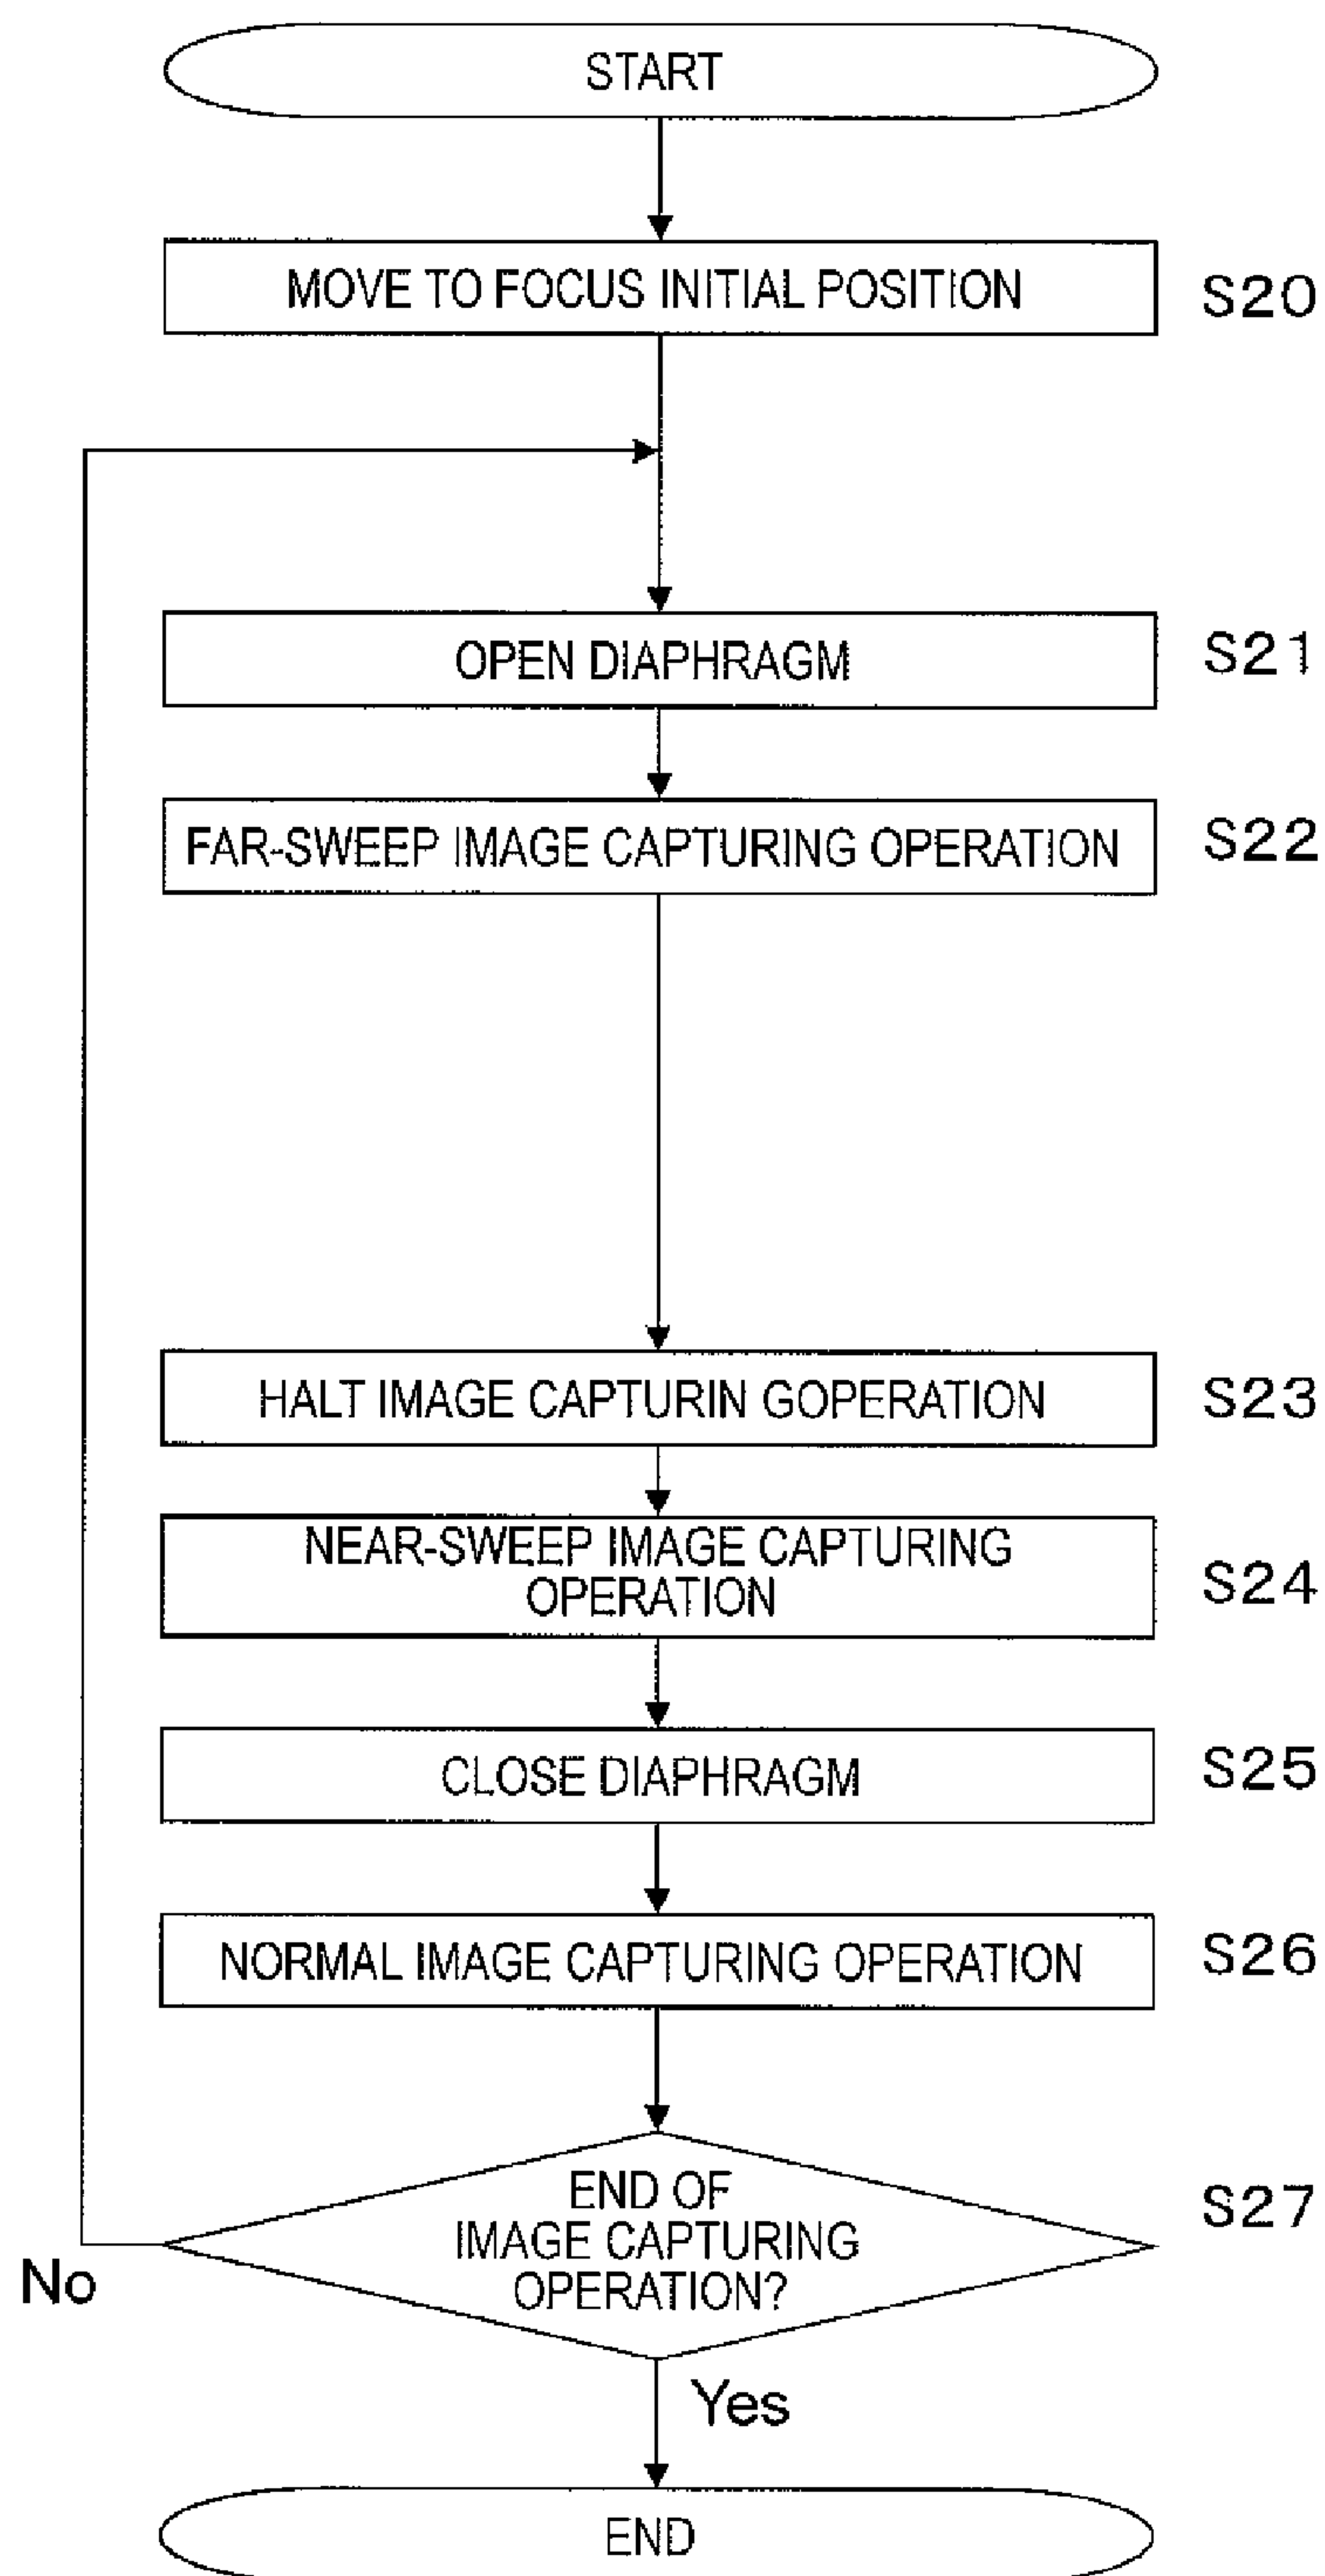 START
MOVE TO FOCUS INITIAL POSITION
S20
OPEN DIAPHRAGM
S21
FAR-SWEEP IMAGE CAPTURING OPERATION
S22
HALT IMAGE CAPTURIN GOPERATION
S23
NEAR-SWEEP IMAGE CAPTURING
OPERATION
S24
CLOSE DIAPHRAGM
S25
NORMAL IMAGE CAPTURING OPERATION
S26
END OF
IMAGE CAPTURING
OPERATION?
S27
No
Yes
END